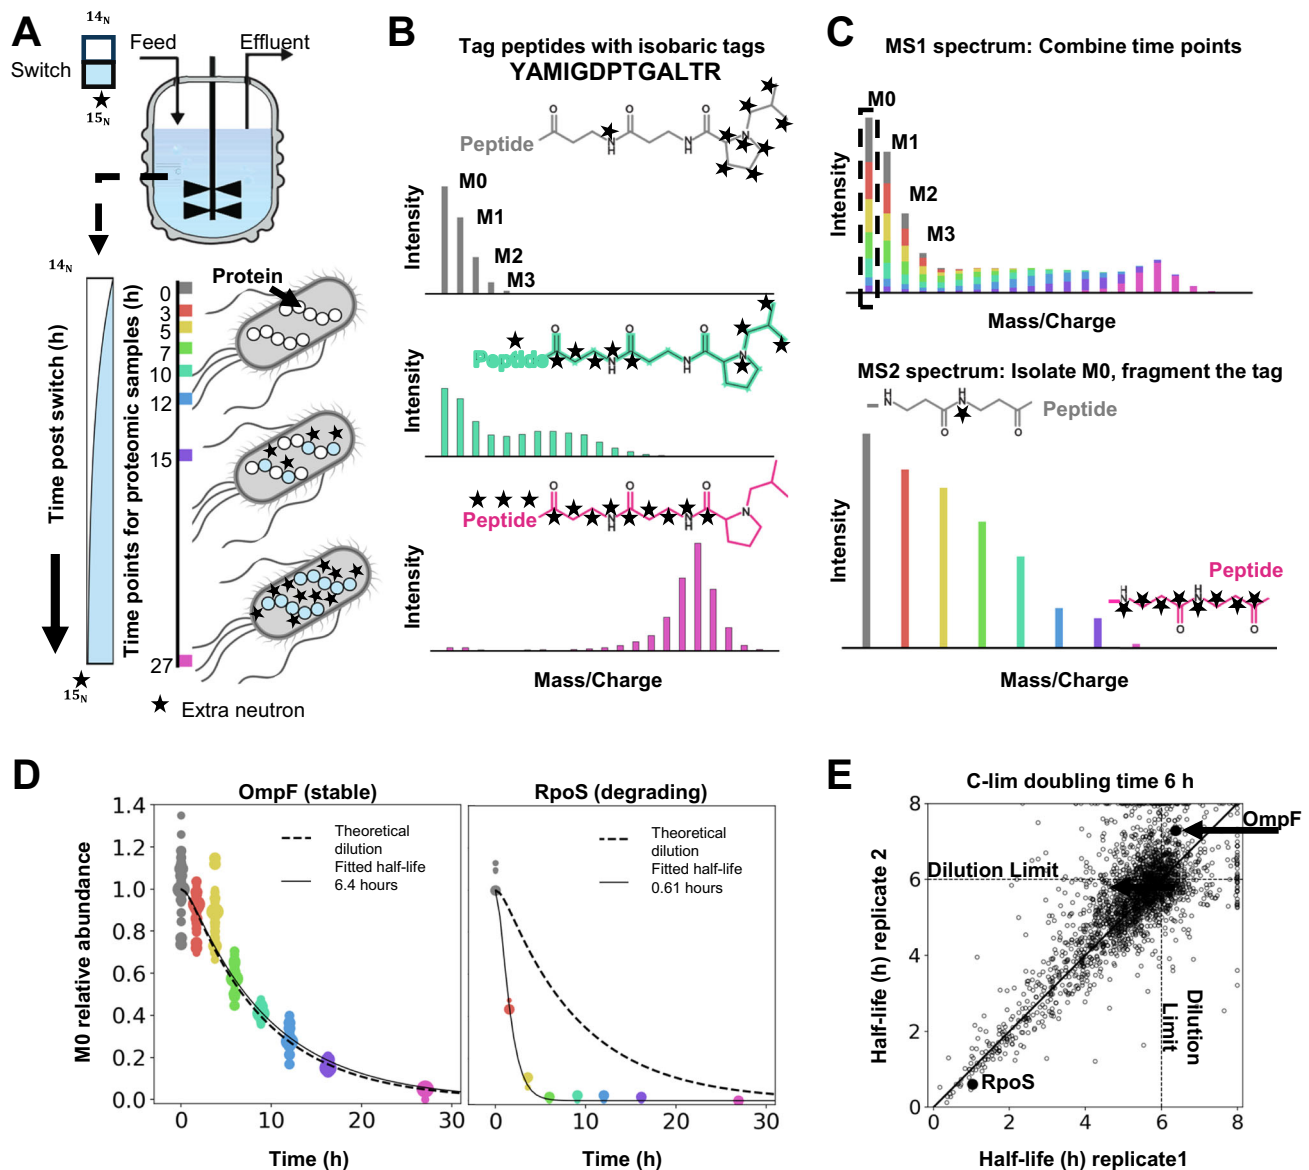 A
14N
Switch
15N
Feed
Effluent
14N
Time post switch (h)
15N
Time points for proteomic samples (h)
0
3
5
7
10
12
15
27
Protein
Extra neutron
B
Tag peptides with isobaric tags
YAMIGDPTGALTR
Peptide
O
N
H
O
N
H
O
N
Intensity
M0
M1
M2
M3
Peptide
O
N
H
O
N
H
O
N
Intensity
Peptide
O
N
H
O
N
H
O
N
Intensity
Mass/Charge
C
MS1 spectrum: Combine time points
Intensity
M0
M1
M2
M3
Mass/Charge
MS2 spectrum: Isolate M0, fragment the tag
H
N
O
H
N
O
Peptide
Intensity
Peptide
H
N
O
H
N
O
Mass/Charge
D
OmpF (stable)
M0 relative abundance
1.4
1.2
1.0
0.8
0.6
0.4
0.2
0.0
Theoretical
dilution
Fitted half-life
6.4 hours
0
10
20
30
Time (h)
RpoS (degrading)
Theoretical
dilution
Fitted half-life
0.61 hours
0
10
20
30
Time (h)
E
C-lim doubling time 6 h
Half-life (h) replicate 2
8
6
4
2
0
OmpF
Dilution Limit
Dilution
Limit
RpoS
0
2
4
6
8
Half-life (h) replicate1